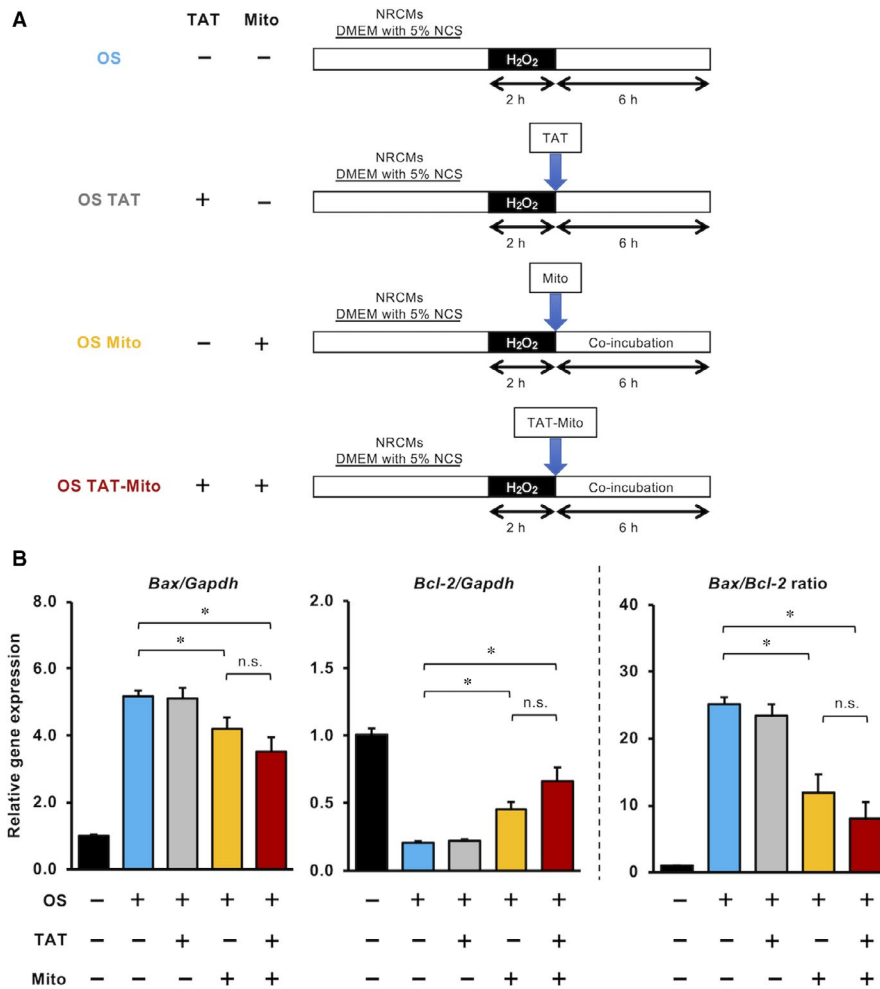 A
TAT Mito
OS − −
NRCMs
DMEM with 5% NCS
H₂O₂
2 h 6 h
TAT
OS TAT + −
NRCMs
DMEM with 5% NCS
H₂O₂
2 h 6 h
Mito
OS Mito − +
NRCMs
DMEM with 5% NCS
H₂O₂ Co-incubation
2 h 6 h
TAT-Mito
OS TAT-Mito + +
NRCMs
DMEM with 5% NCS
H₂O₂ Co-incubation
2 h 6 h
B
Bax/Gapdh
Relative gene expression
8.0
6.0
4.0
2.0
0.0
*
*
n.s.
Bcl-2/Gapdh
2.0
1.5
1.0
0.5
0.0
*
*
n.s.
Bax/Bcl-2 ratio
40
30
20
10
0
*
*
n.s.
OS − + + + + − + + + + − + + + +
TAT − − + − + − − + − + − − + − +
Mito − − − + + − − − + + − − − + +